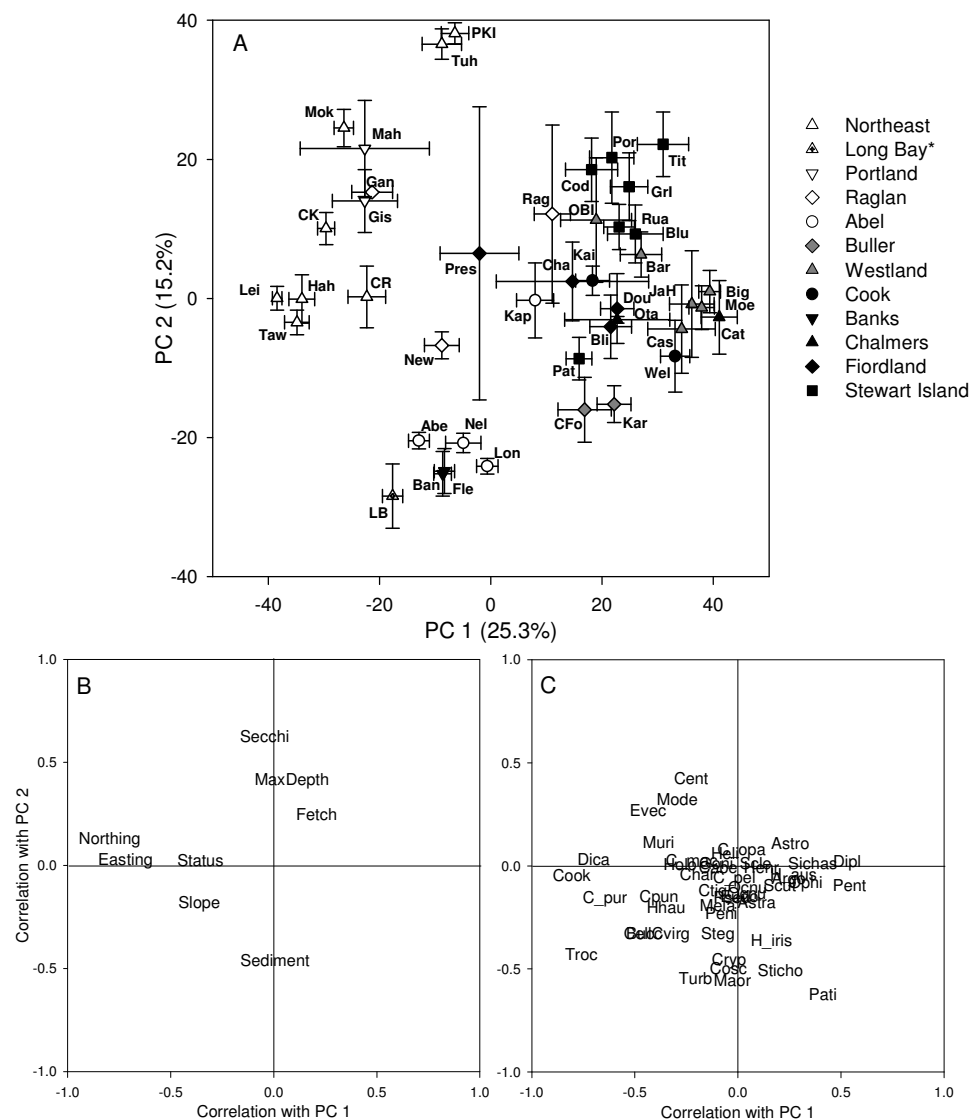 A
PC 2 (15.2%)
40
20
0
-20
-40
-40
-20
0
20
40
PC 1 (25.3%)
PKI
Tuh
Mok
Mah
Gan
Gis
CK
Lei
Hah
CR
Taw
New
Abe
Nel
Lon
Ban
Fle
LB
Pres
Rag
Kap
Cha
Kai
OBI
Cod
Por
Tit
Grl
Rua
Blu
Bar
JaH
Big
Moe
Cat
Dou
Ota
Bli
Cas
Wel
Pat
CFo
Kar
Northeast
Long Bay*
Portland
Raglan
Abel
Buller
Westland
Cook
Banks
Chalmers
Fiordland
Stewart Island
B
Correlation with PC 2
1.0
0.5
0.0
-0.5
-1.0
Secchi
MaxDepth
Fetch
Northing
Easting
Status
Slope
Sediment
-1.0
-0.5
0.0
0.5
1.0
Correlation with PC 1
C
1.0
0.5
0.0
-0.5
-1.0
Cent
Mode
Evec
Muri
Dica
Cook
C_pur
Cpun
Hhau
Cvirg
Troc
Turb
Steg
Cryp
Cosc
Maor
Sticho
Pati
H_iris
Peni
Mela
Astra
Scut
C_pel
Char
Cliopa
Astro
Sichas
Dipl
Pent
-1.0
-0.5
0.0
0.5
1.0
Correlation with PC 1